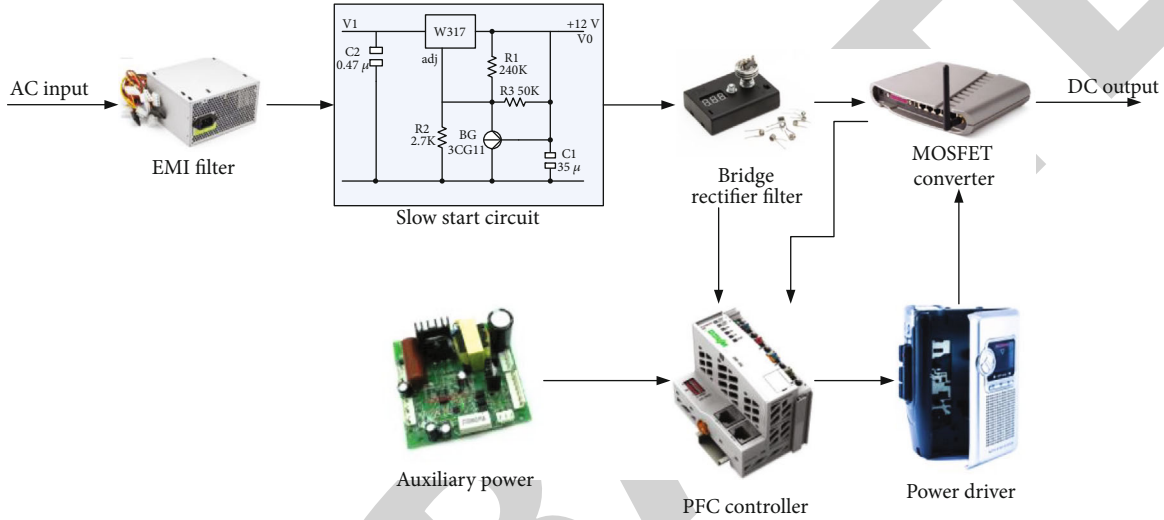 AC input
EMI filter
V1
W317
+12 V
V0
C2
0.47 μ
adj
R1
240K
R3 50K
R2
2.7K
BG
3CG11
C1
35 μ
Slow start circuit
Bridge
rectifier filter
MOSFET
converter
DC output
Auxiliary power
PFC controller
Power driver